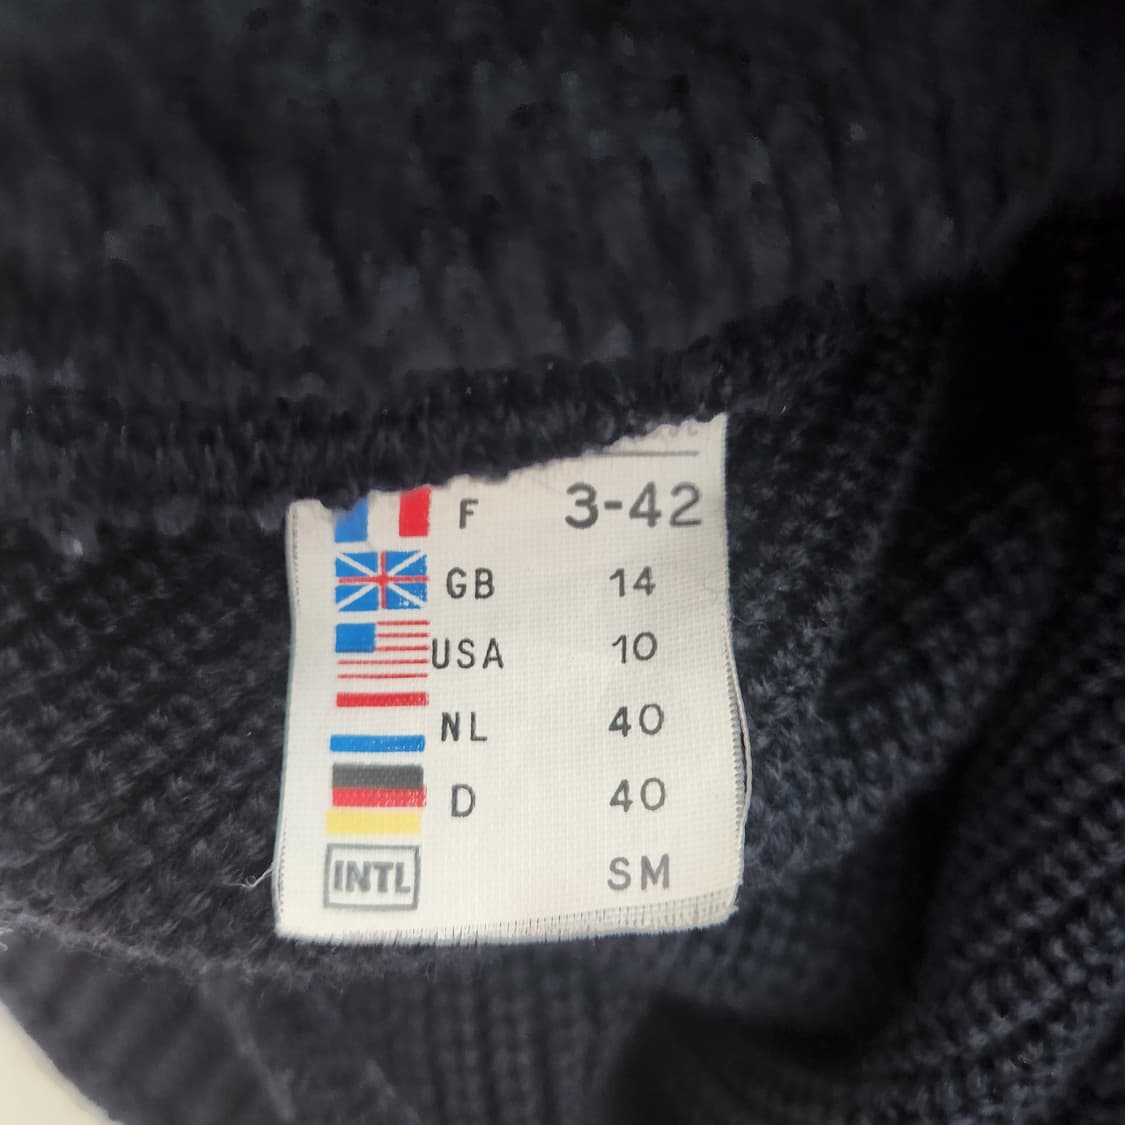 F 3-42
GB 14
USA 10
NL 40
D 40
INTL SM